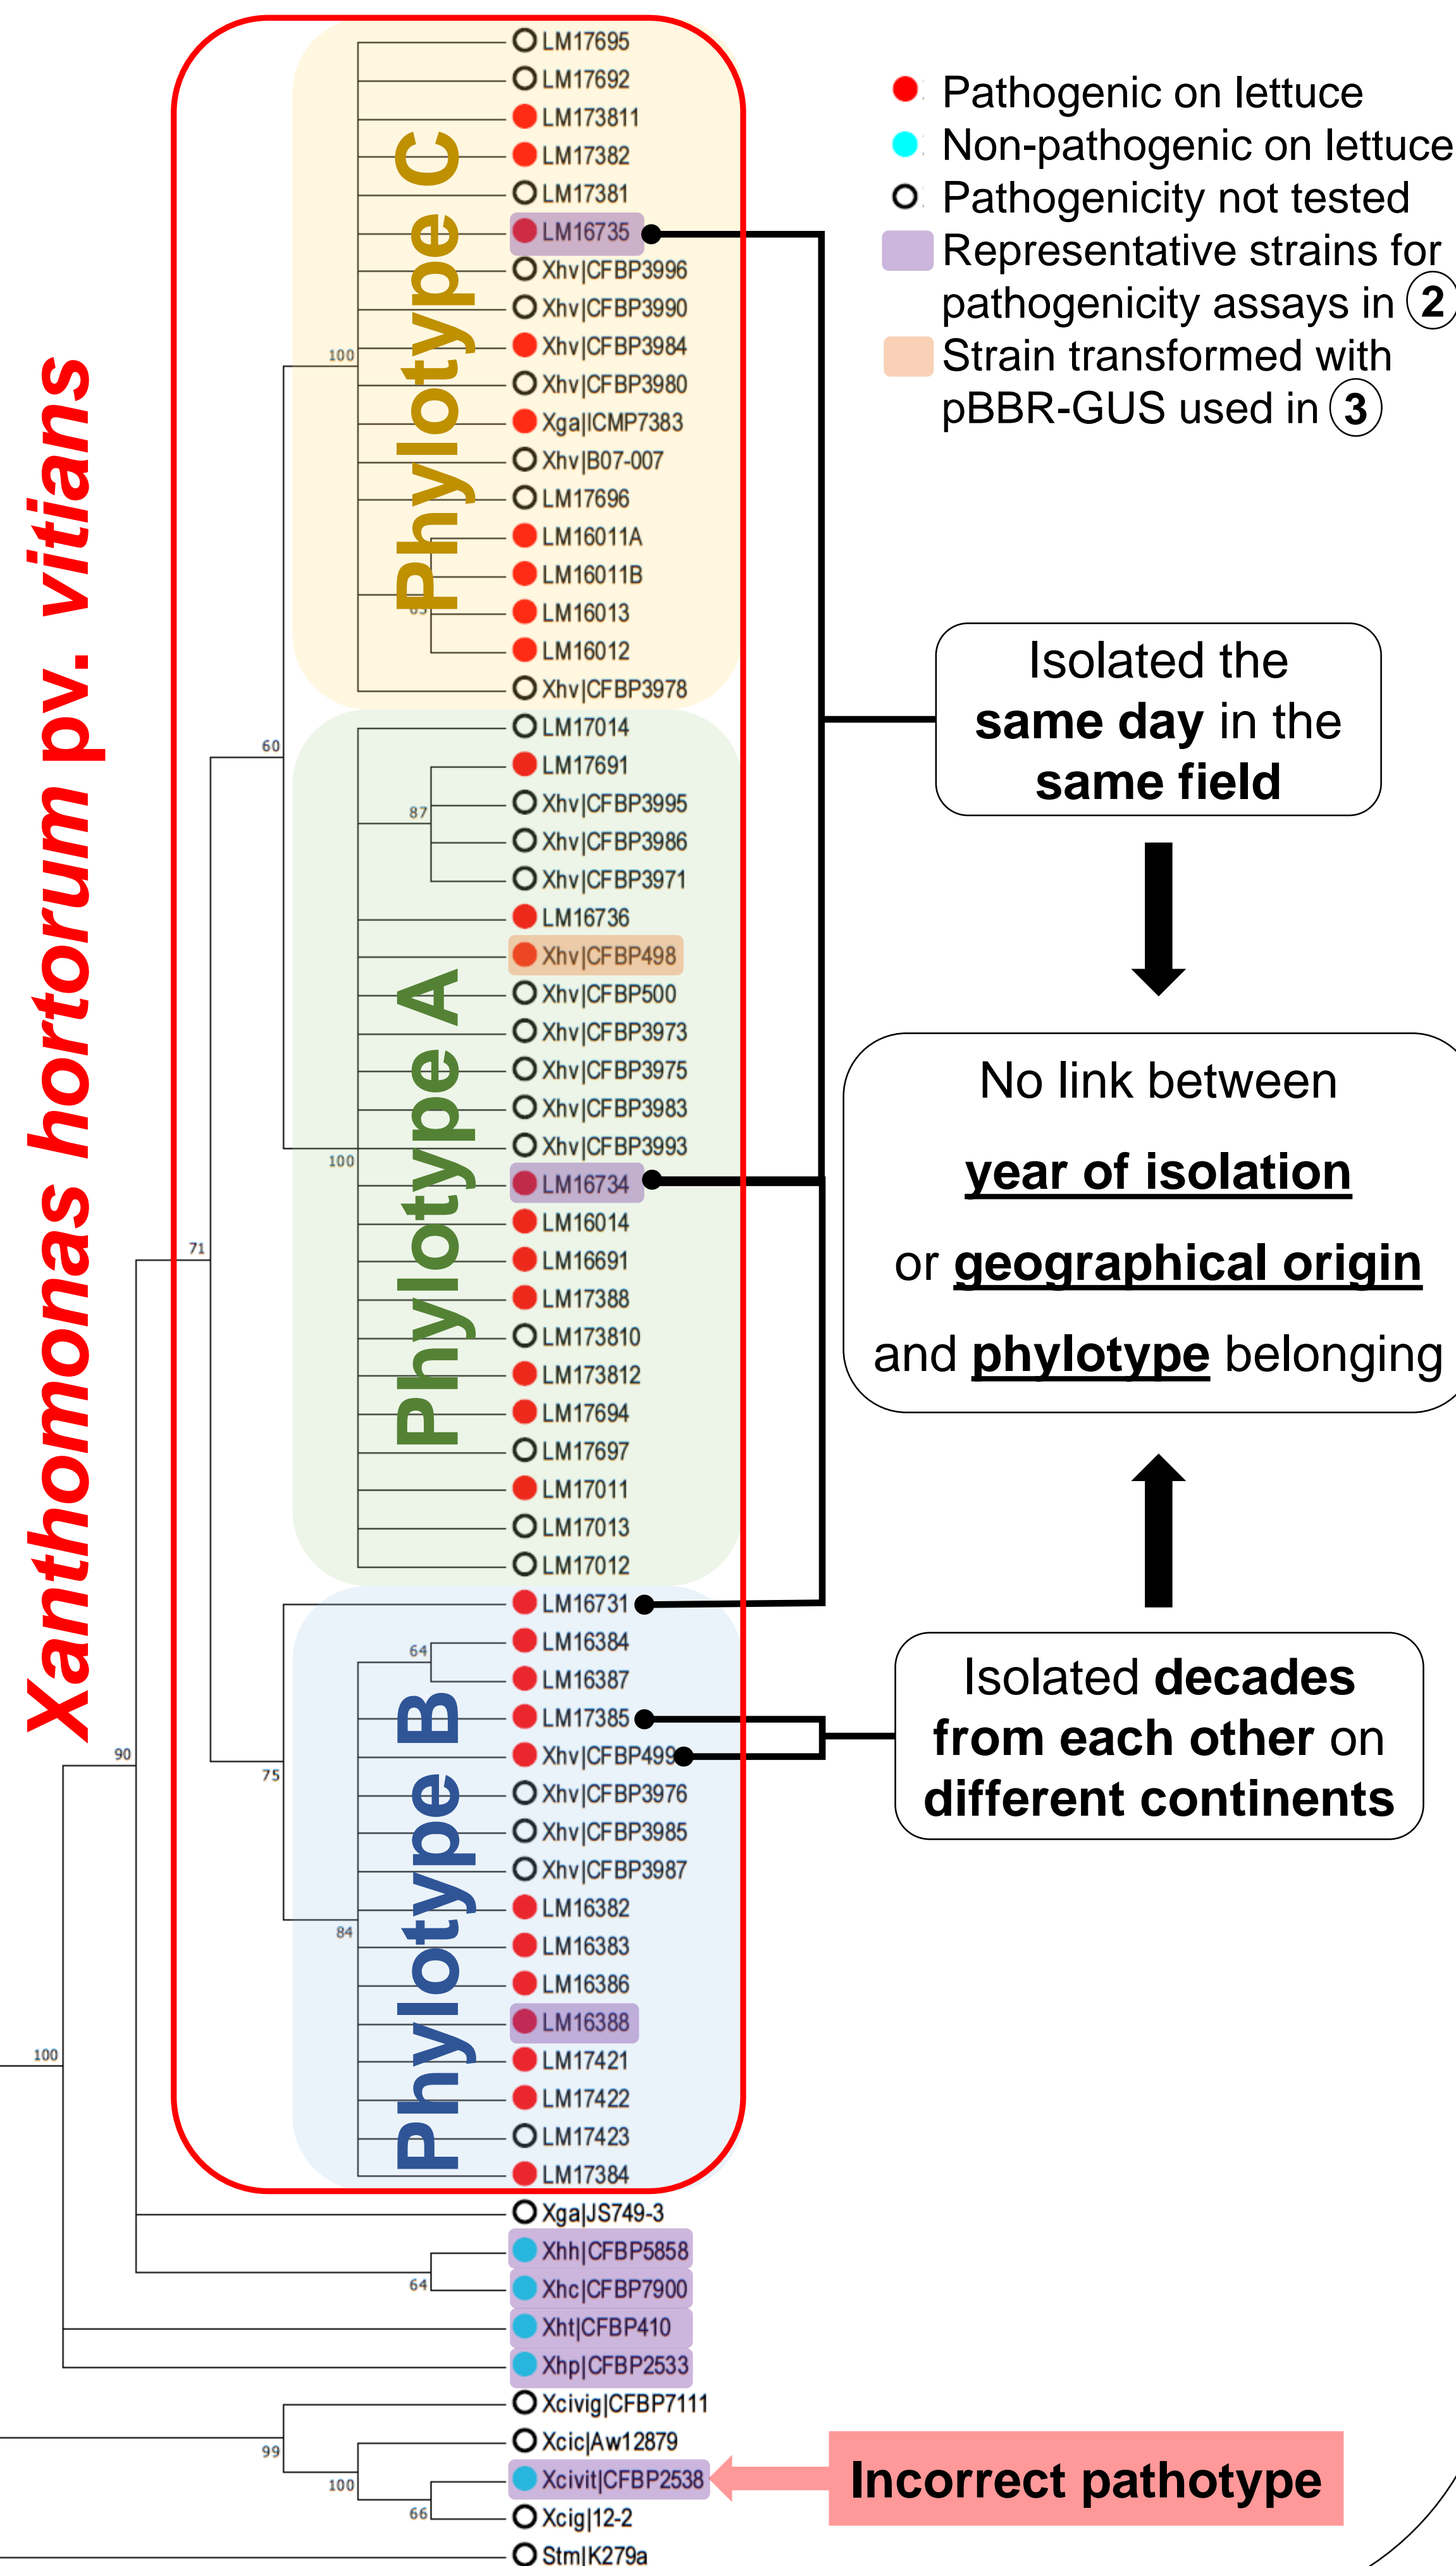 Xanthomonas hortorum pv. vitians
Phylotype C
LM17695
LM17692
LM173811
LM17382
LM17381
LM16735
Xhv|CFBP3996
Xhv|CFBP3990
Xhv|CFBP3984
Xhv|CFBP3980
Xga|ICMP7383
Xhv|B07-007
LM17696
LM16011A
LM16011B
LM16013
LM16012
Xhv|CFBP3978
100
60
Phylotype A
LM17014
LM17691
Xhv|CFBP3995
Xhv|CFBP3986
Xhv|CFBP3971
LM16736
Xhv|CFBP498
Xhv|CFBP500
Xhv|CFBP3973
Xhv|CFBP3975
Xhv|CFBP3983
Xhv|CFBP3993
LM16734
LM16014
LM16691
LM17388
LM173810
LM173812
LM17694
LM17697
LM17011
LM17013
LM17012
87
100
71
Phylotype B
LM16731
LM16384
LM16387
LM17385
Xhv|CFBP499
Xhv|CFBP3976
Xhv|CFBP3985
Xhv|CFBP3987
LM16382
LM16383
LM16386
LM16388
LM17421
LM17422
LM17423
LM17384
64
90
75
84
100
Xga|JS749-3
Xhh|CFBP5858
Xhc|CFBP7900
Xht|CFBP410
Xhp|CFBP2533
64
Xcivig|CFBP7111
Xcic|Aw12879
Xcivit|CFBP2538
Xcig|12-2
Stm|K279a
99
100
66
Pathogenic on lettuce
Non-pathogenic on lettuce
Pathogenicity not tested
Representative strains for
pathogenicity assays in 2
Strain transformed with
pBBR-GUS used in 3
Isolated the
same day in the
same field
No link between
year of isolation
or geographical origin
and phylotype belonging
Isolated decades
from each other on
different continents
Incorrect pathotype